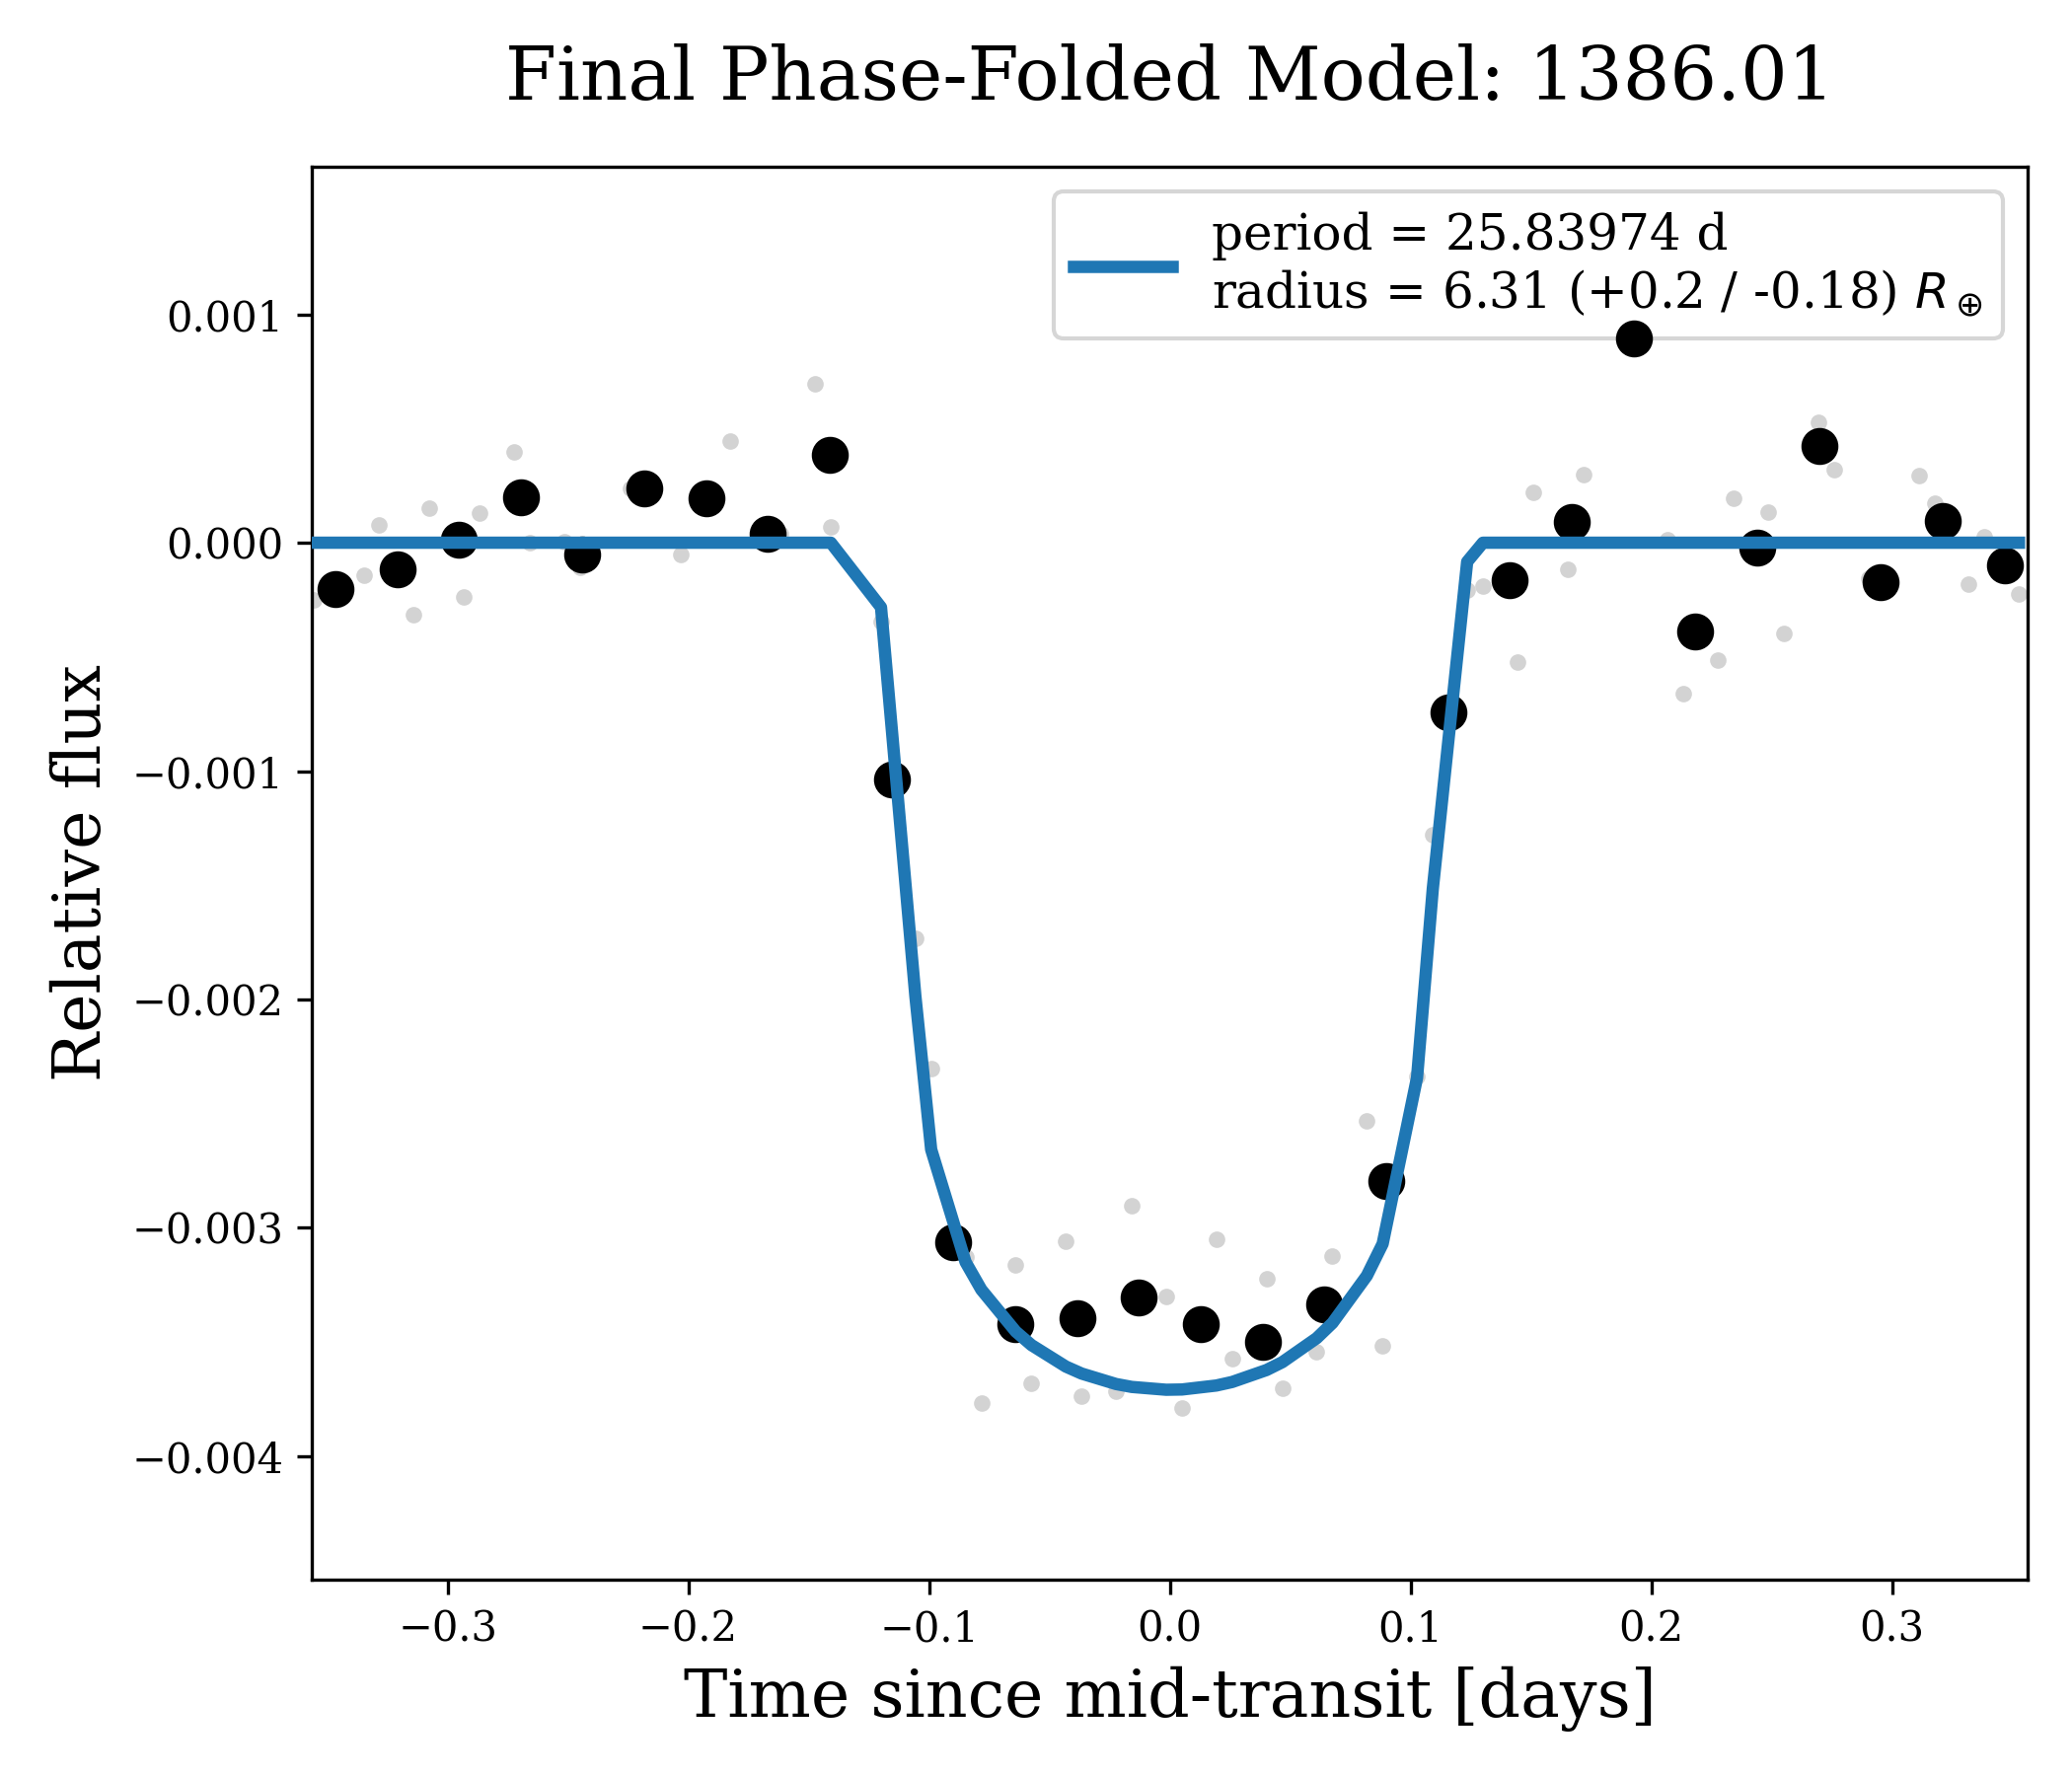 Final Phase-Folded Model: 1386.01
period = 25.83974 d
radius = 6.31 (+0.2 / -0.18) R⊕
0.001
0.000
−0.001
−0.002
−0.003
−0.004
Relative flux
−0.3 −0.2 −0.1 0.0 0.1 0.2 0.3
Time since mid-transit [days]